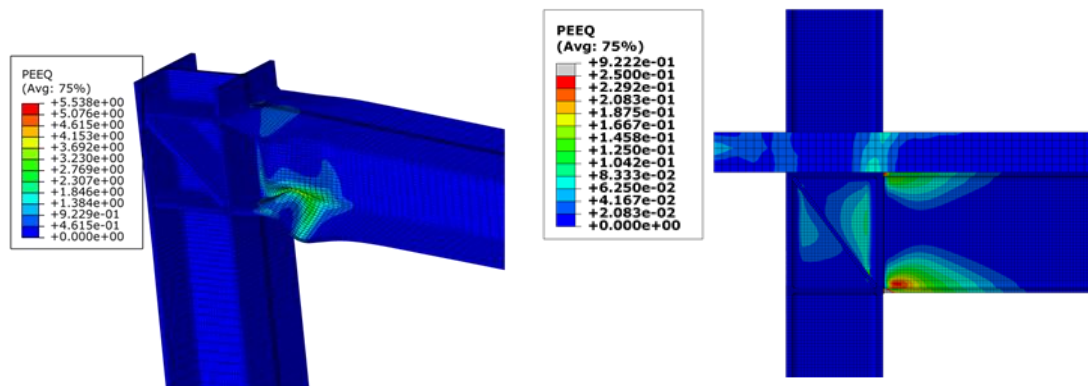 PEEQ
(Avg: 75%)
+5.538e+00
+5.076e+00
+4.615e+00
+4.153e+00
+3.692e+00
+3.230e+00
+2.769e+00
+2.307e+00
+1.846e+00
+1.384e+00
+9.229e-01
+4.615e-01
+0.000e+00
PEEQ
(Avg: 75%)
+9.222e-01
+2.500e-01
+2.292e-01
+2.083e-01
+1.875e-01
+1.667e-01
+1.458e-01
+1.250e-01
+1.042e-01
+8.333e-02
+6.250e-02
+4.167e-02
+2.083e-02
+0.000e+00